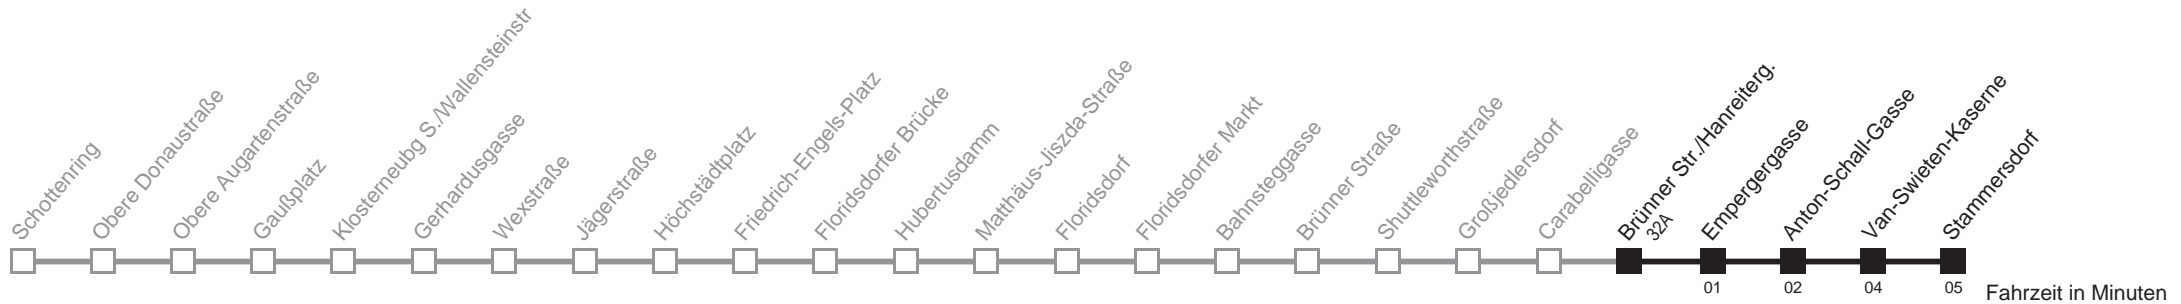 Schottenring
Obere Donaustraße
Obere Augartenstraße
Gaußplatz
Klosterneubg S./Wallensteinstr
Gerhardusgasse
Wexstraße
Jägerstraße
Höchstädtplatz
Friedrich-Engels-Platz
Floridsdorfer Brücke
Hubertusdamm
Matthäus-Jiszda-Straße
Floridsdorf
Floridsdorfer Markt
Bahnsteggasse
Brünner Straße
Shuttleworthstraße
Großjedlersdorf
Carabelligasse
Brünner Str./Hanreiterg.
32A
Empergergasse
Anton-Schall-Gasse
Van-Swieten-Kaserne
Stammersdorf
01 02 04 05 Fahrzeit in Minuten